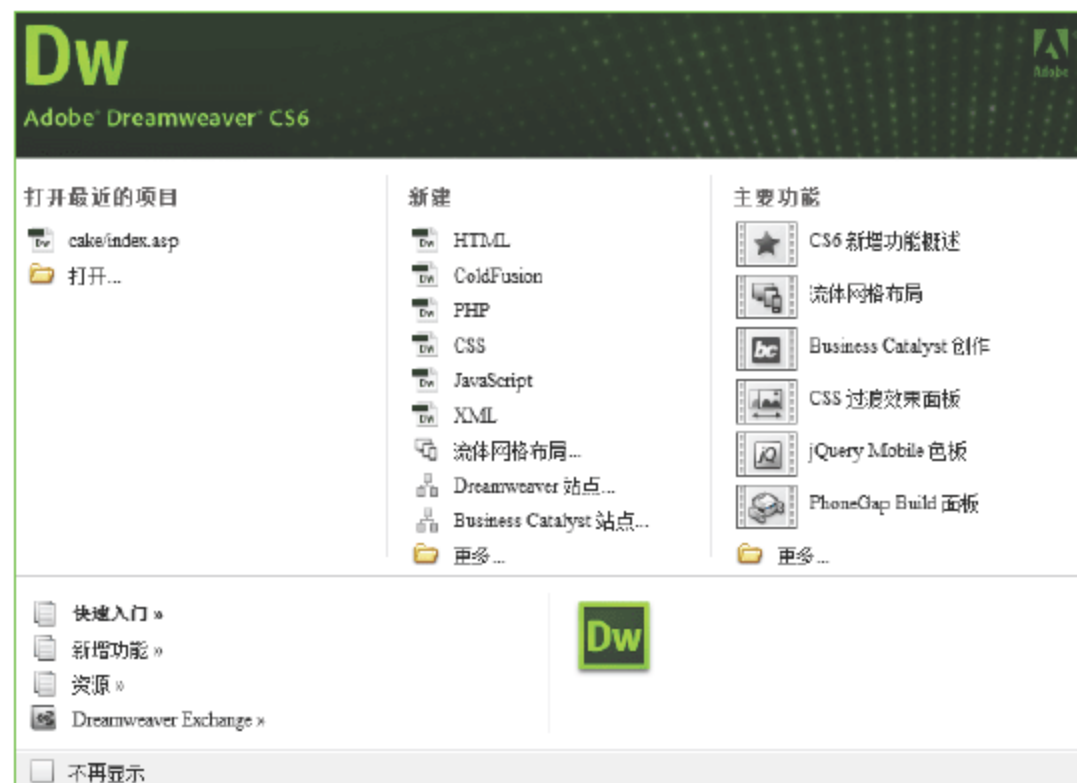 Dw
Adobe
Adobe® Dreamweaver® CS6
打开最近的项目
cake/index.asp
打开...
新建
HTML
ColdFusion
PHP
CSS
JavaScript
XML
流体网格布局...
Dreamweaver 站点...
Business Catalyst 站点...
更多...
主要功能
CS6 新增功能概述
流体网格布局
bc
Business Catalyst 创作
CSS 过渡效果面板
jQ
jQuery Mobile 色板
PhoneGap Build 面板
更多...
快速入门 »
新增功能 »
资源 »
Dreamweaver Exchange »
Dw
不再显示